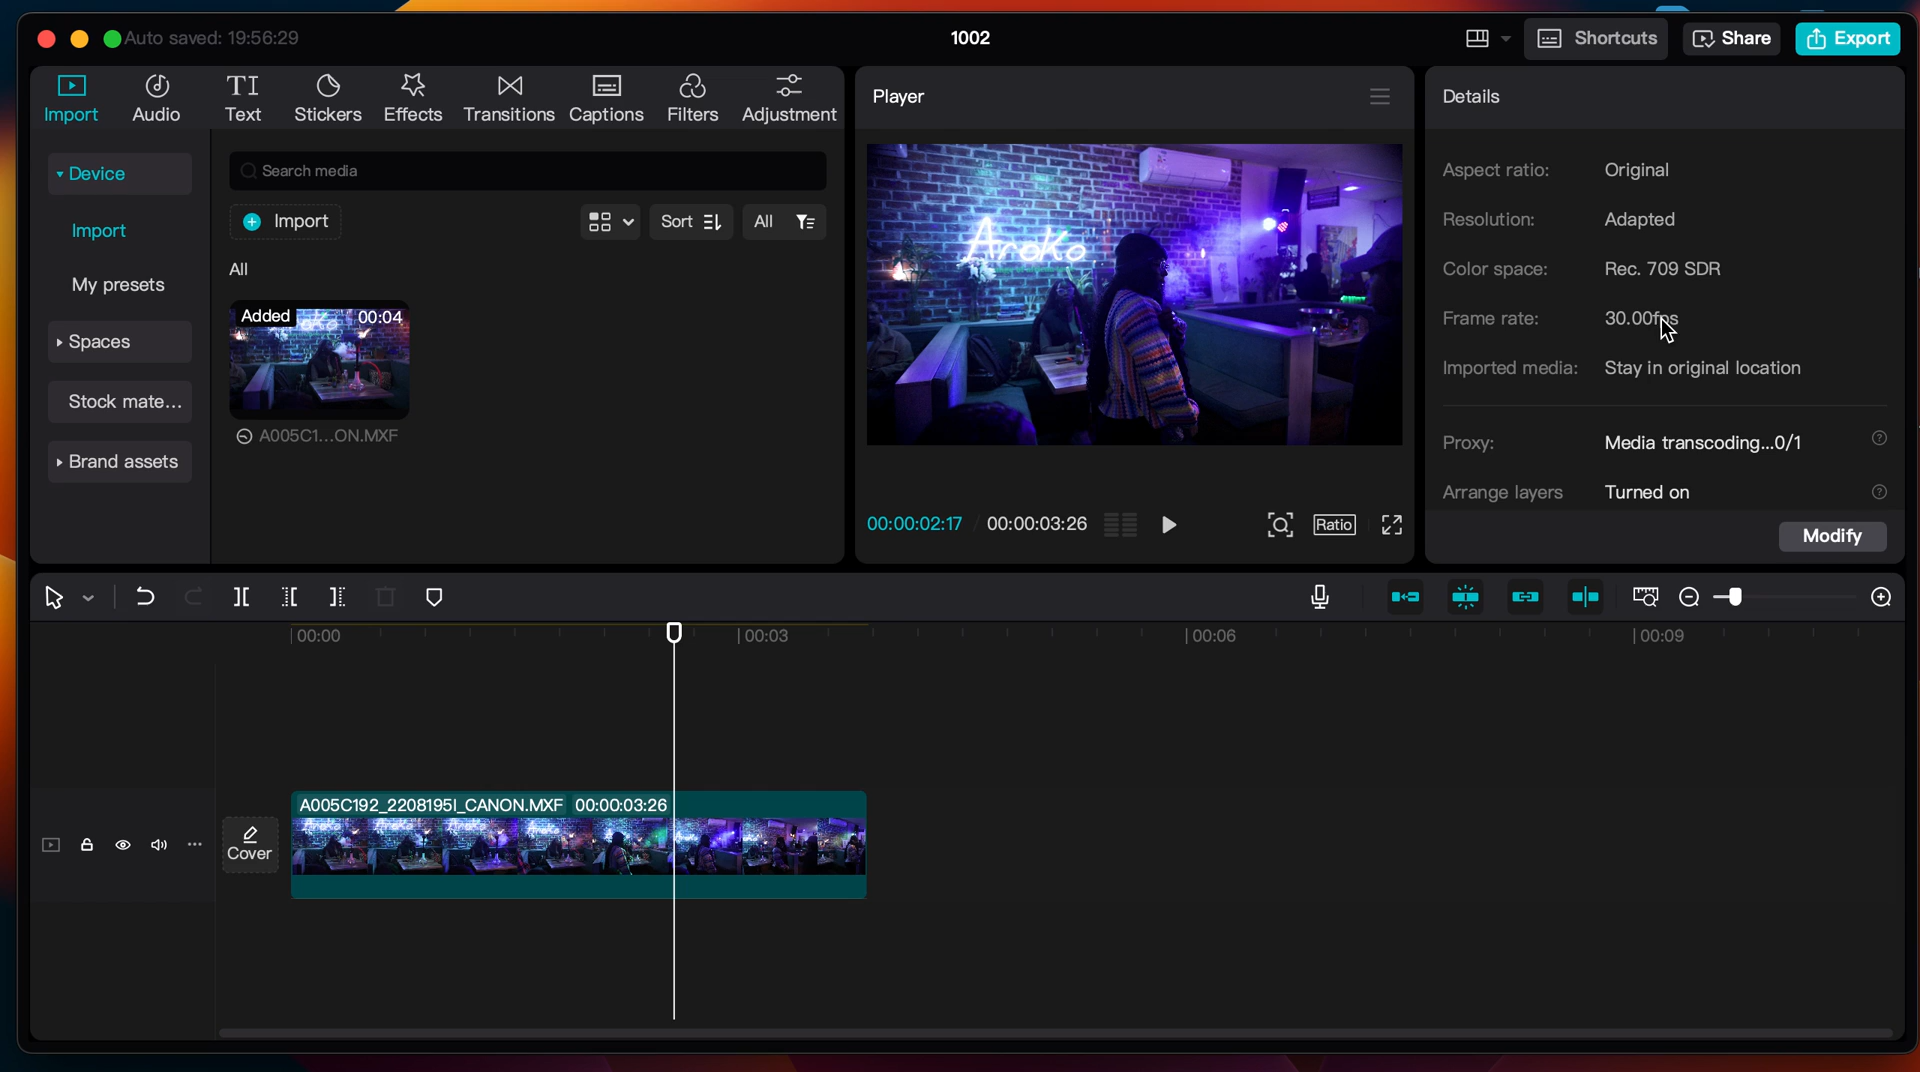 Auto saved: 19:56:29
1002
Shortcuts
Share
Export
Import
Audio
TI
Text
Stickers
Effects
Transitions
Captions
Filters
Adjustment
Device
Import
My presets
Spaces
Stock mate...
Brand assets
Search media
Import
Sort
All
All
Added 00:04
A005C1...ON.MXF
Player
Aroko
00:00:02:17 / 00:00:03:26
Ratio
Details
Aspect ratio: Original
Resolution: Adapted
Color space: Rec. 709 SDR
Frame rate: 30.00fps
Imported media: Stay in original location
Proxy: Media transcoding...0/1
Arrange layers Turned on
Modify
00:00
00:03
00:06
00:09
Cover
A005C192_2208195I_CANON.MXF 00:00:03:26